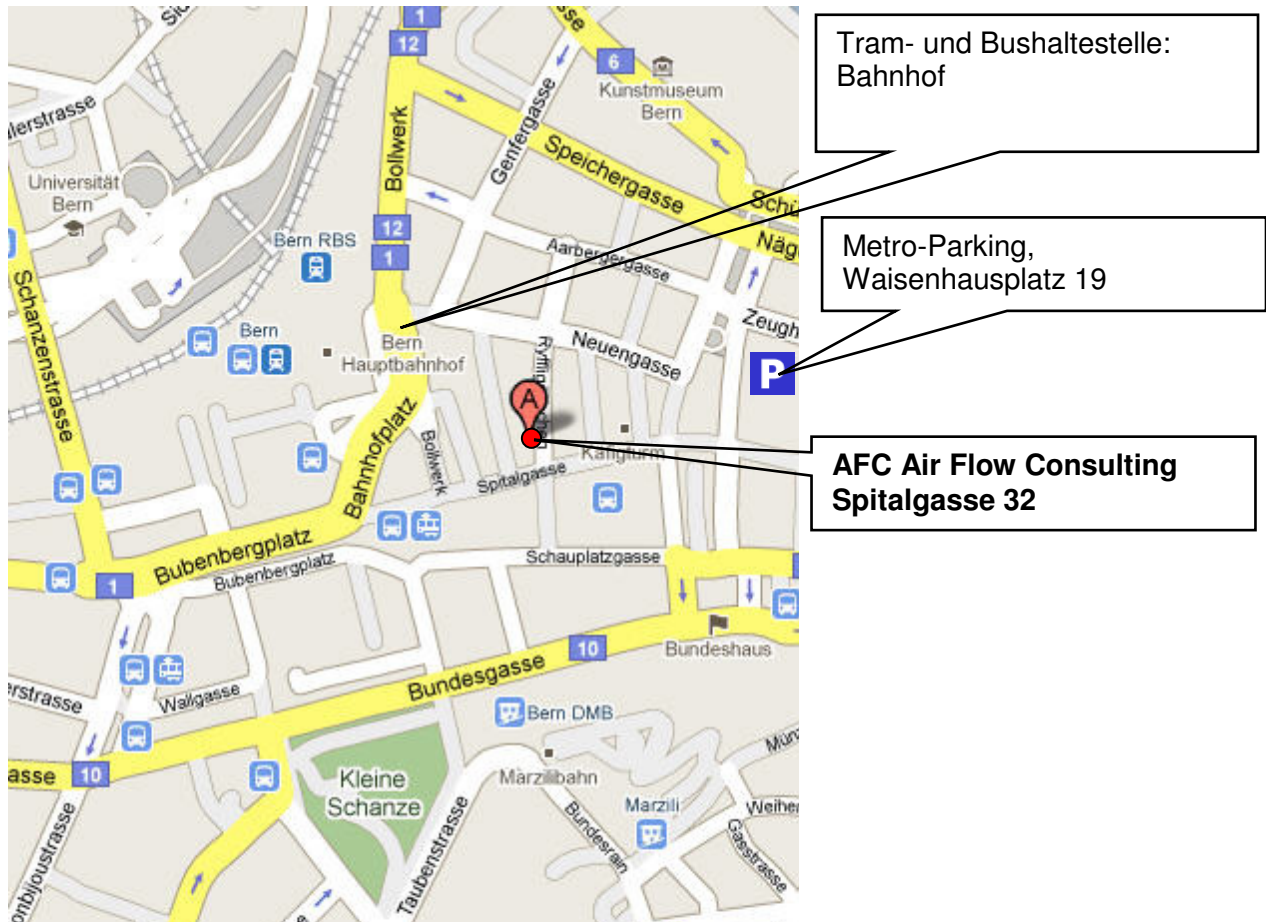 Tram- und Bushaltestelle:
Bahnhof
Metro-Parking,
Waisenhausplatz 19
AFC Air Flow Consulting
Spitalgasse 32
1
12
6
Kunstmuseum
Bern
Genfergasse
Bollwerk
Speichergasse
Universität
Bern
Bern RBS
12
1
Aarbergergasse
Schanzenstrasse
Bern
Bern
Hauptbahnhof
Neuengasse
P
A
Käfigturm
Bahnhofplatz
Bollwerk
Spitalgasse
Bubenbergplatz
Bubenbergplatz
Schauplatzgasse
1
Bundeshaus
10
Bundesgasse
Wallgasse
Bern DMB
10
Kleine
Schanze
Marzilibahn
Marzili
Taubenstrasse
Bundesrain
Gasstrasse